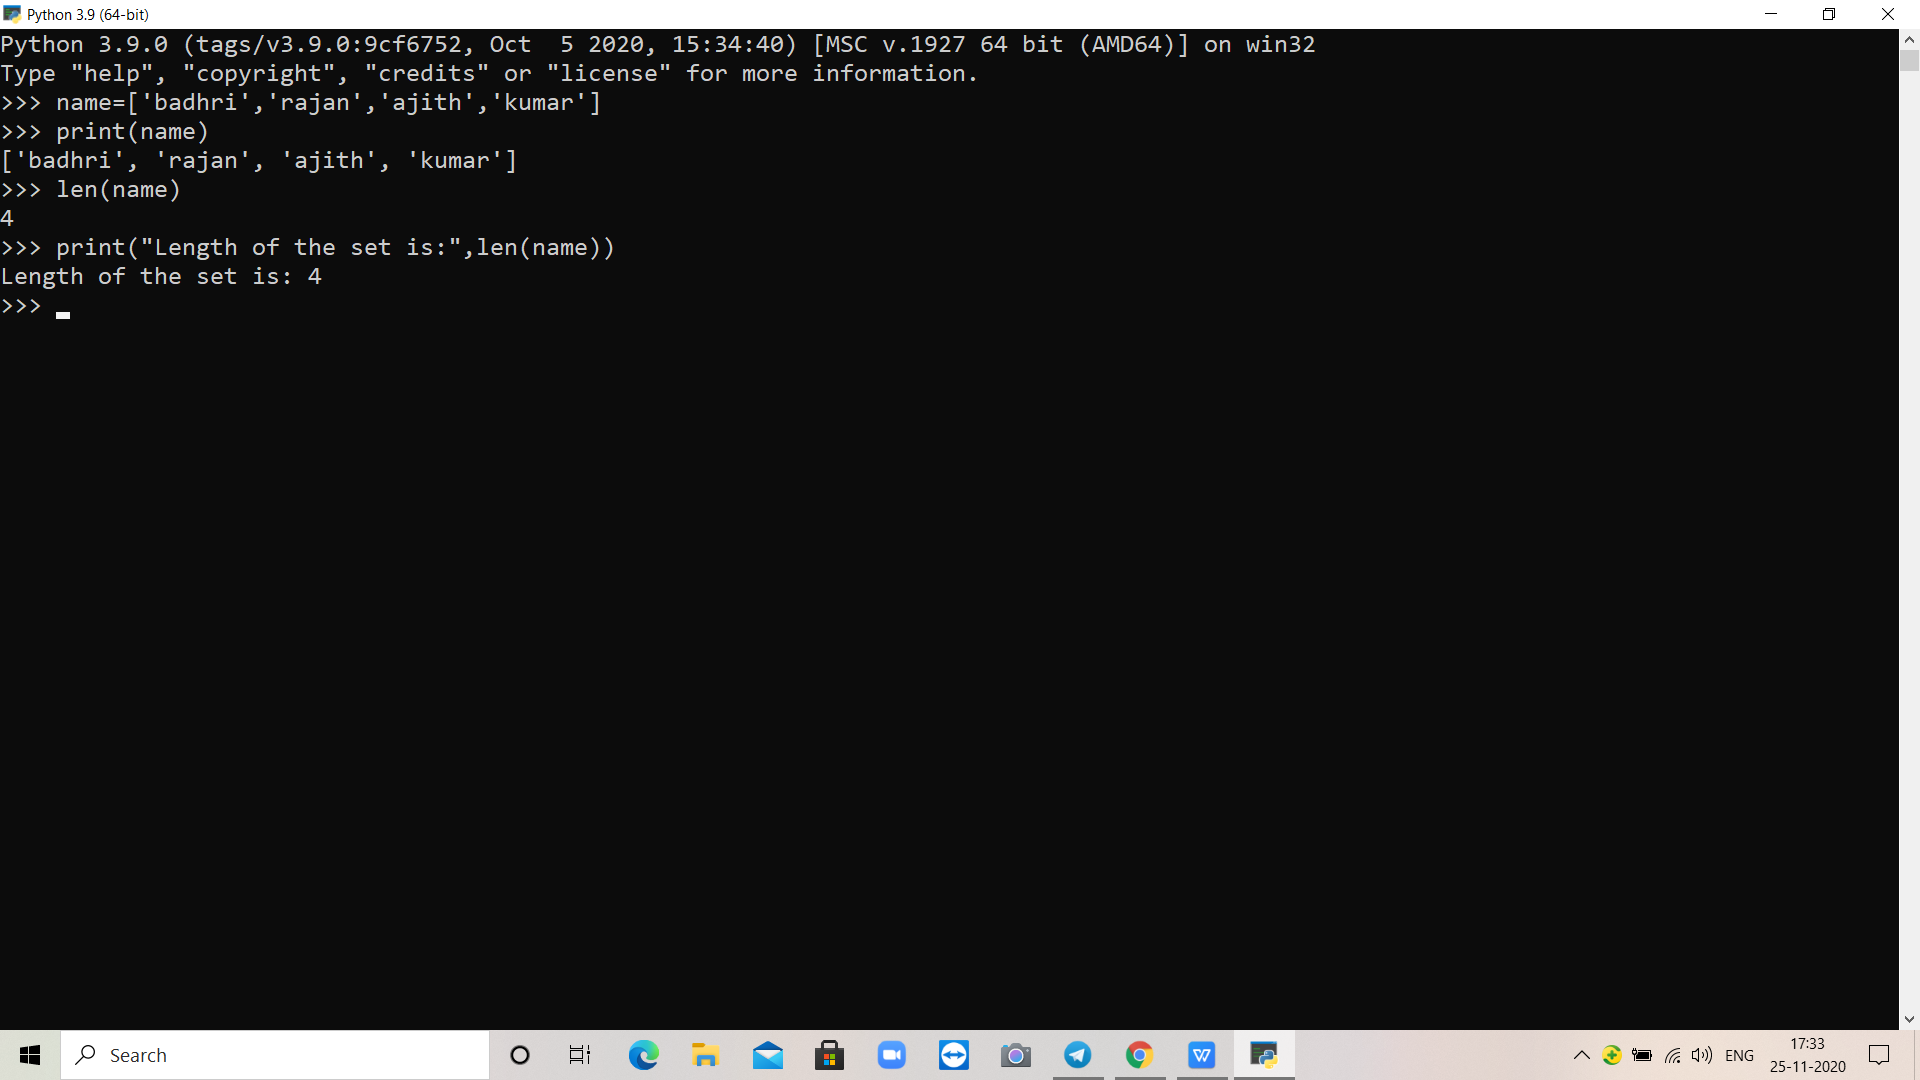 Python 3.9 (64-bit)
Python 3.9.0 (tags/v3.9.0:9cf6752, Oct  5 2020, 15:34:40) [MSC v.1927 64 bit (AMD64)] on win32
Type "help", "copyright", "credits" or "license" for more information.
>>> name=['badhri','rajan','ajith','kumar']
>>> print(name)
['badhri', 'rajan', 'ajith', 'kumar']
>>> len(name)
4
>>> print("Length of the set is:",len(name))
Length of the set is: 4
>>>
Search
ENG
17:33
25-11-2020